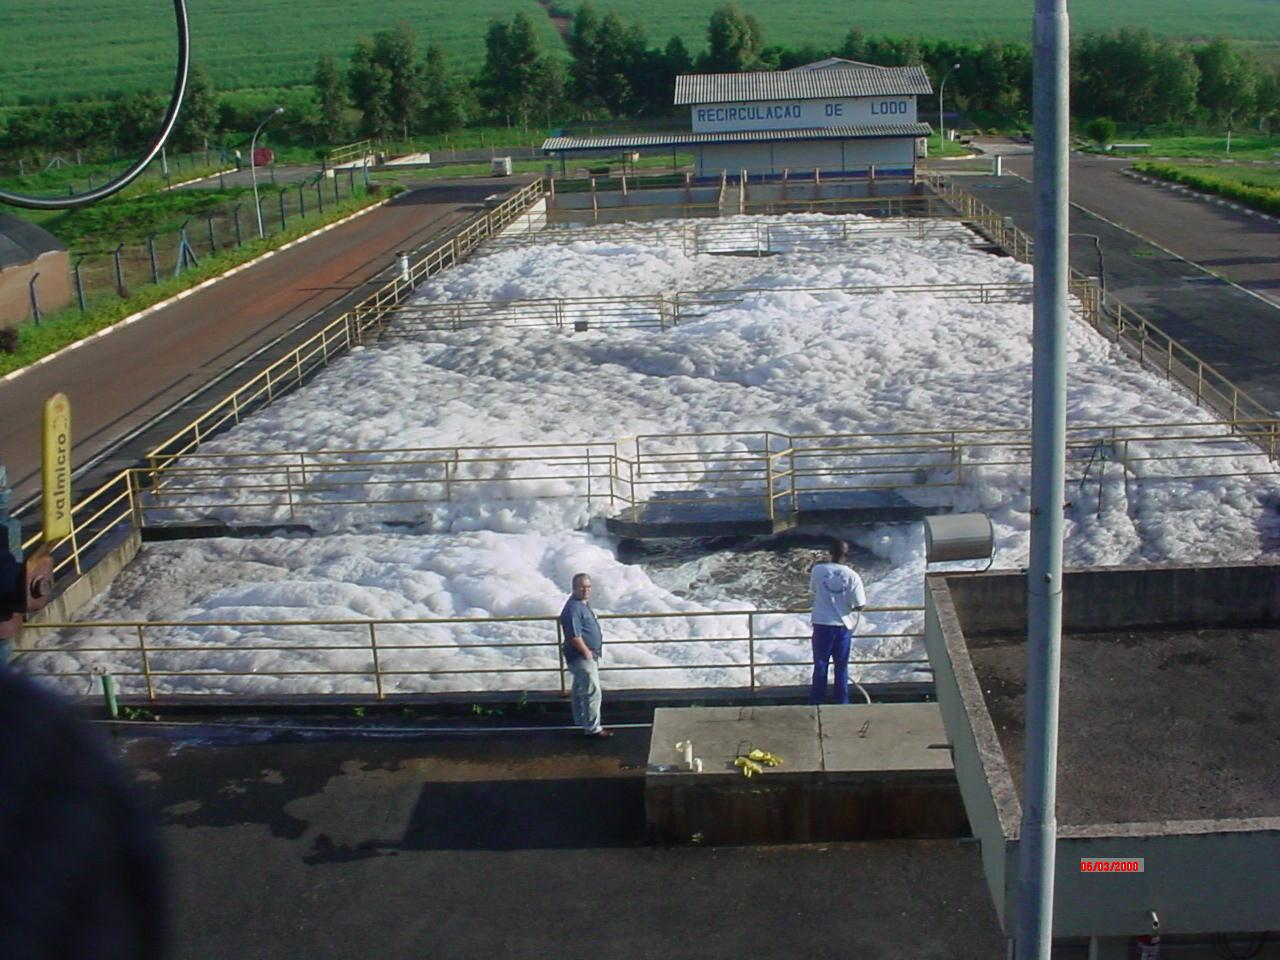 RECIRCULACAO DE LODO
valmicro
06/03/2008